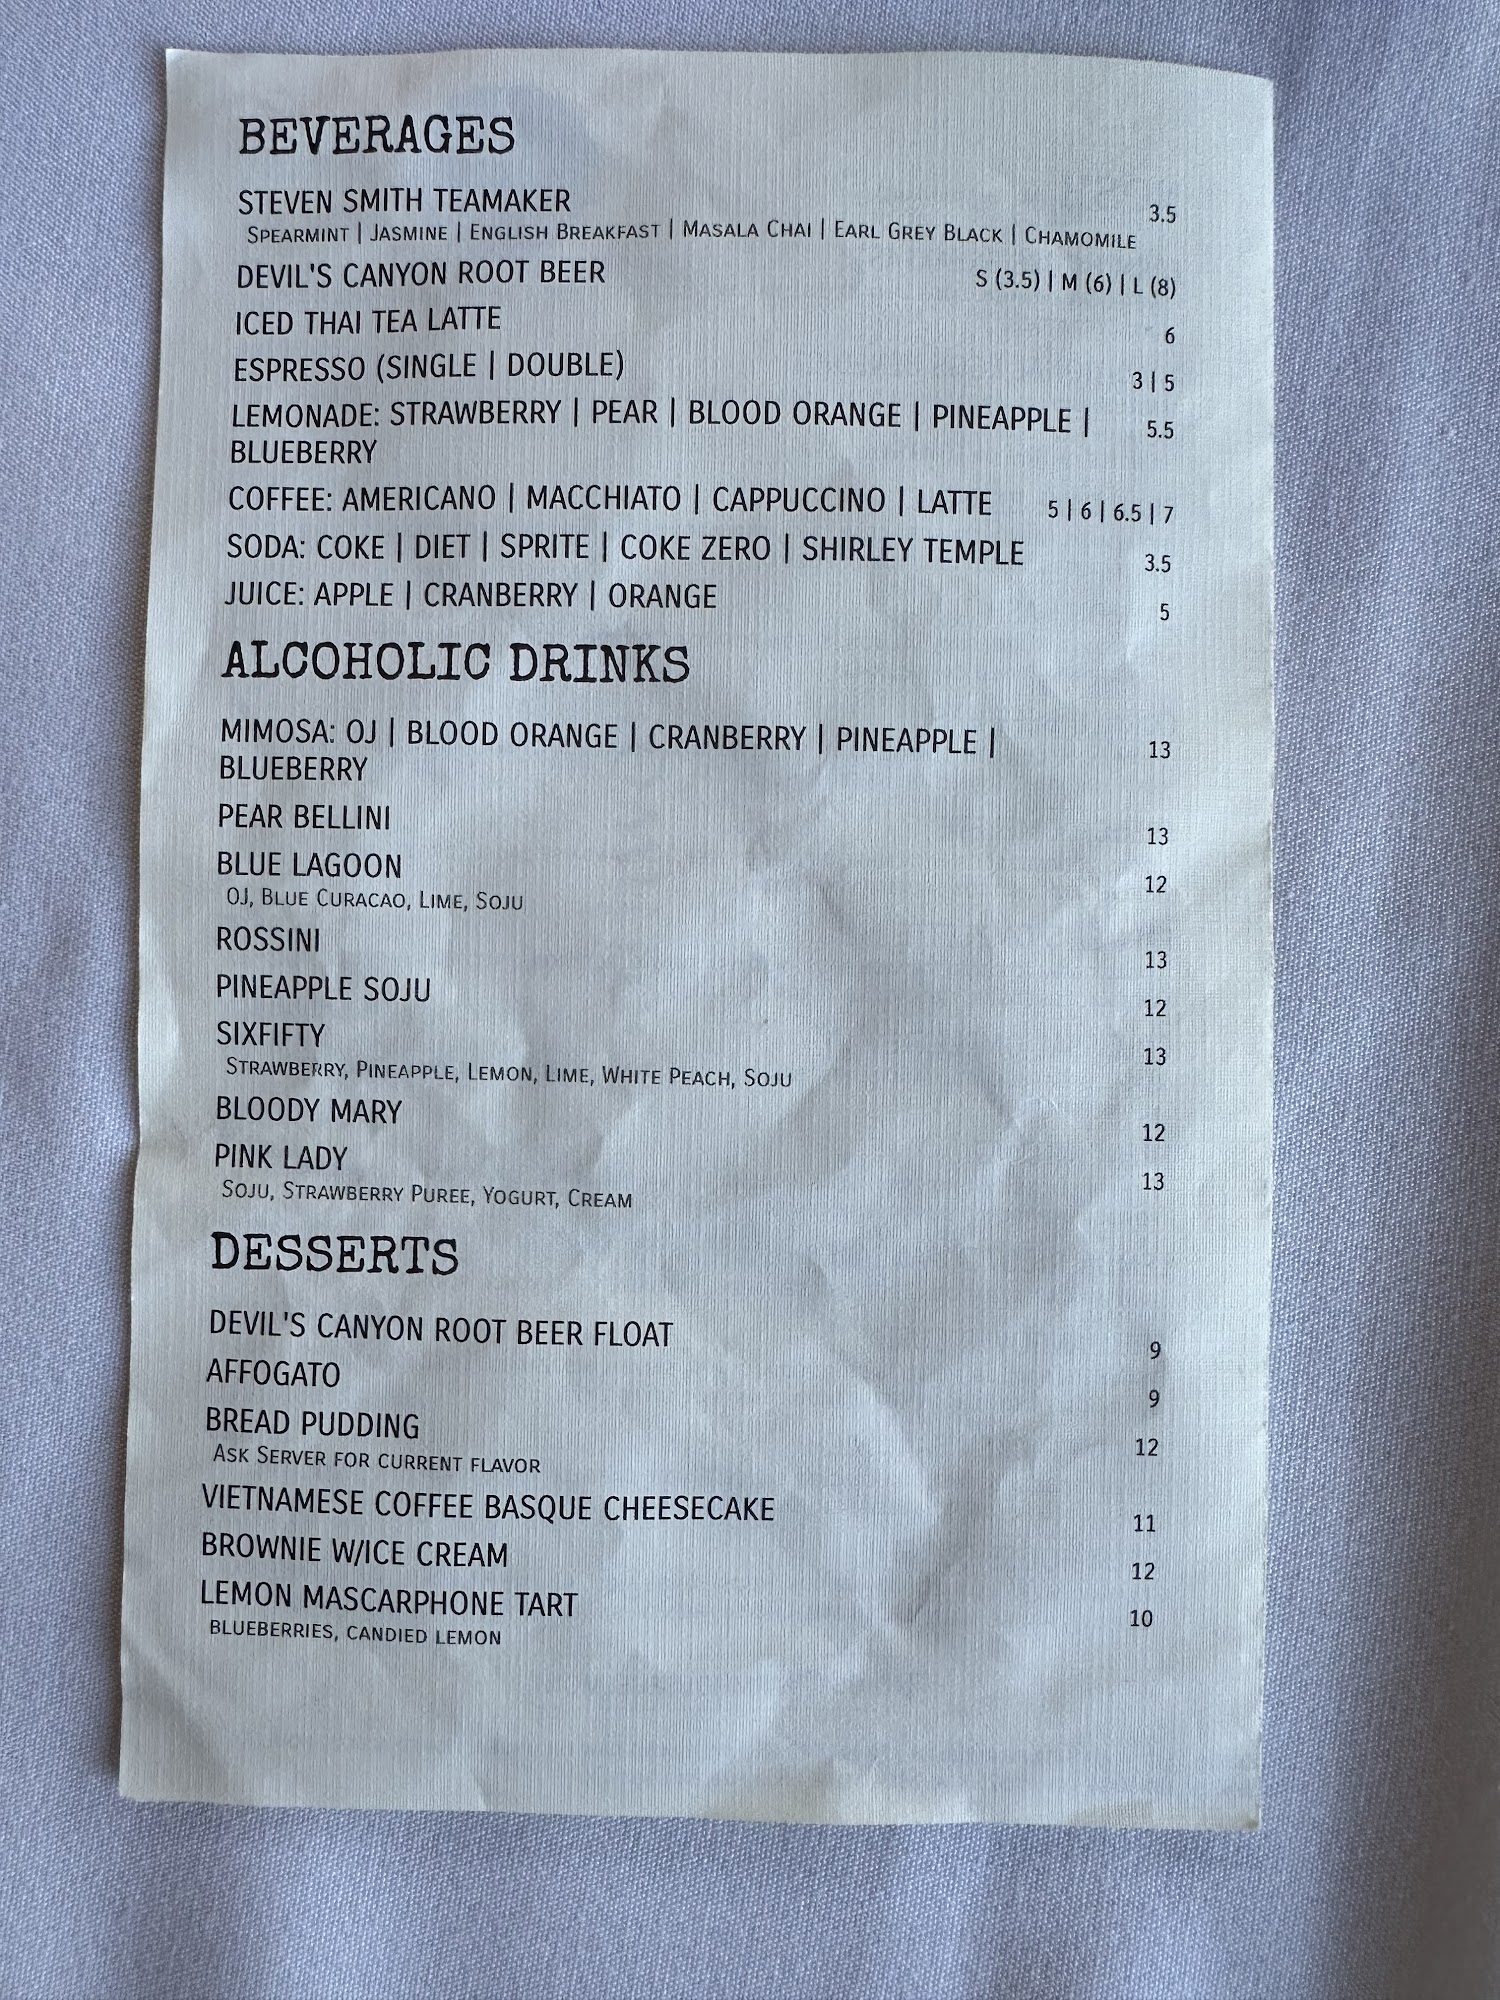 BEVERAGES
STEVEN SMITH TEAMAKER 3.5
SPEARMINT | JASMINE | ENGLISH BREAKFAST | MASALA CHAI | EARL GREY BLACK | CHAMOMILE
DEVIL'S CANYON ROOT BEER S (3.5) | M (6) | L (8)
ICED THAI TEA LATTE 6
ESPRESSO (SINGLE | DOUBLE) 3 | 5
LEMONADE: STRAWBERRY | PEAR | BLOOD ORANGE | PINEAPPLE | 5.5
BLUEBERRY
COFFEE: AMERICANO | MACCHIATO | CAPPUCCINO | LATTE 5 | 6 | 6.5 | 7
SODA: COKE | DIET | SPRITE | COKE ZERO | SHIRLEY TEMPLE 3.5
JUICE: APPLE | CRANBERRY | ORANGE 5
ALCOHOLIC DRINKS
MIMOSA: OJ | BLOOD ORANGE | CRANBERRY | PINEAPPLE | 13
BLUEBERRY
PEAR BELLINI 13
BLUE LAGOON 12
OJ, BLUE CURACAO, LIME, SOJU
ROSSINI 13
PINEAPPLE SOJU 12
SIXFIFTY 13
STRAWBERRY, PINEAPPLE, LEMON, LIME, WHITE PEACH, SOJU
BLOODY MARY 12
PINK LADY 13
SOJU, STRAWBERRY PUREE, YOGURT, CREAM
DESSERTS
DEVIL'S CANYON ROOT BEER FLOAT 9
AFFOGATO 9
BREAD PUDDING 12
ASK SERVER FOR CURRENT FLAVOR
VIETNAMESE COFFEE BASQUE CHEESECAKE 11
BROWNIE W/ICE CREAM 12
LEMON MASCARPHONE TART 10
BLUEBERRIES, CANDIED LEMON